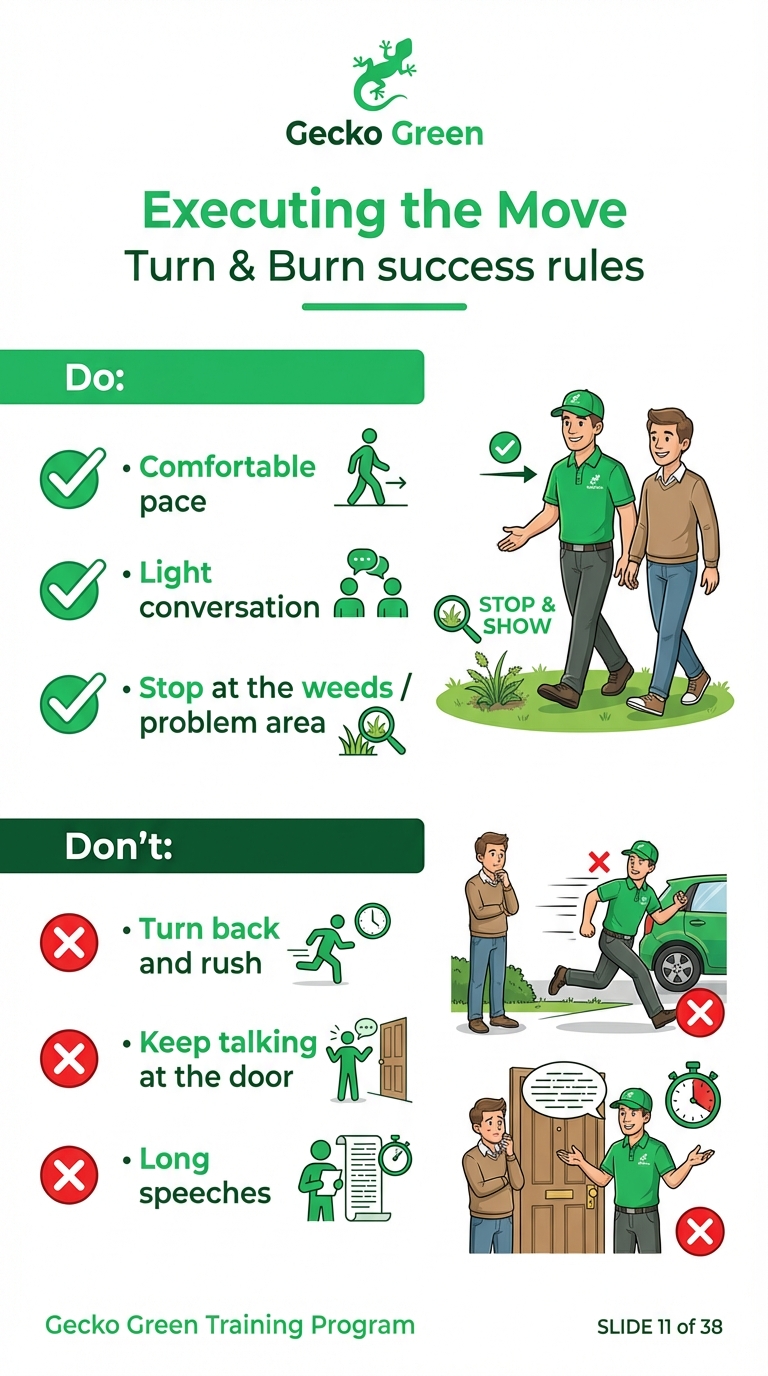 Gecko Green
Executing the Move
Turn & Burn success rules
Do:
• Comfortable
pace
• Light
conversation
• Stop at the weeds /
problem area
STOP &
SHOW
Don't:
• Turn back
and rush
• Keep talking
at the door
• Long
speeches
Gecko Green Training Program
SLIDE 11 of 38